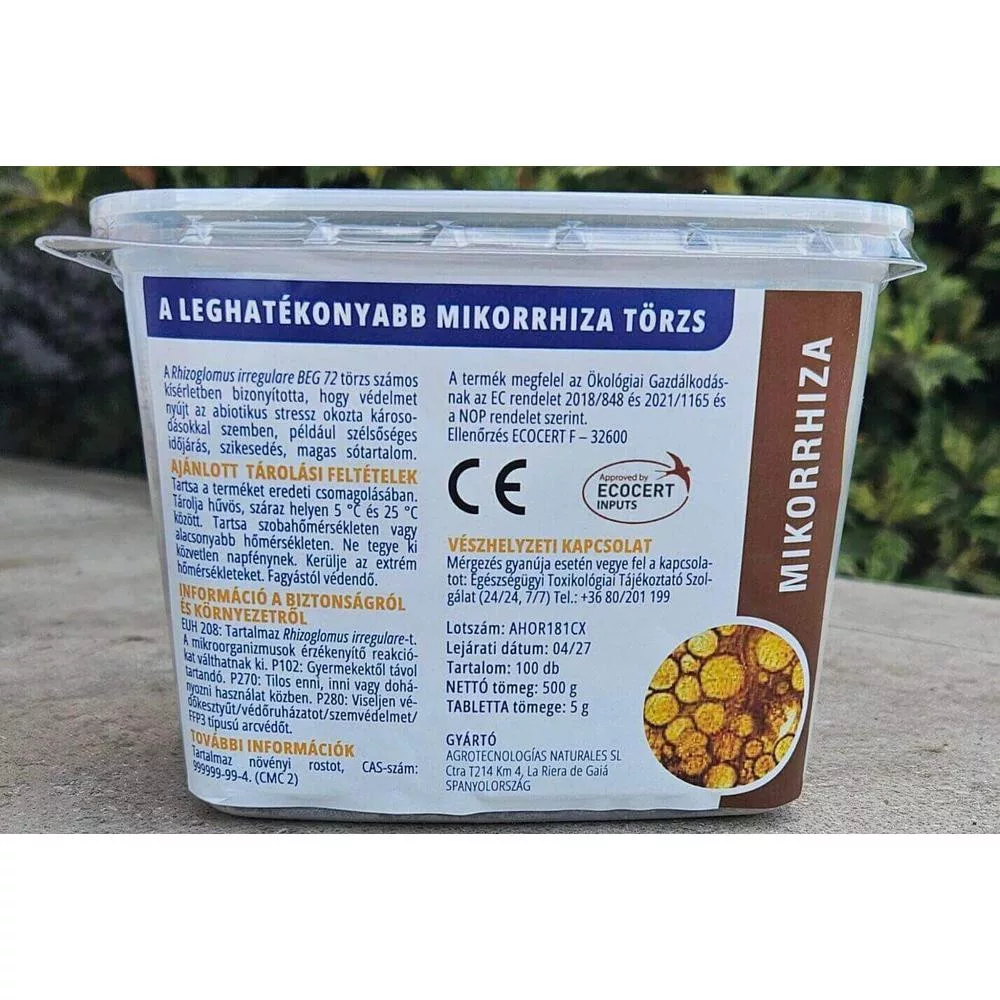 A LEGHATÉKONYABB MIKORRHIZA TÖRZS
A Rhizoglomus irregulare BEG 72 törzs számos
kísérletben bizonyította, hogy védelmet
nyújt az abiotikus stressz okozta károso-
dásokkal szemben, például szélsőséges
időjárás, szikesedés, magas sótartalom.
AJÁNLOTT TÁROLÁSI FELTÉTELEK
Tartsa a terméket eredeti csomagolásában.
Tárolja hűvös, száraz helyen 5 °C és 25 °C
között. Tartsa szobahőmérsékleten vagy
alacsonyabb hőmérsékleten. Ne tegye ki
közvetlen napfénynek. Kerülje az extrém
hőmérsékleteket. Fagyástól védendő.
INFORMÁCIÓ A BIZTONSÁGRÓL
ÉS KÖRNYEZETRŐL
EUH 208: Tartalmaz Rhizoglomus irregulare-t.
A mikroorganizmusok érzékenyítő reakció-
kat válthatnak ki. P102: Gyermekektől távol
tartandó. P270: Tilos enni, inni vagy dohá-
nyozni használat közben. P280: Viseljen vé-
dőkesztyűt/védőruházatot/szemvédelmet/
FFP3 típusú arcvédőt.
TOVÁBBI INFORMÁCIÓK
Tartalmaz növényi rostot, CAS-szám:
999999-99-4. (CMC 2)
A termék megfelel az Ökológiai Gazdálkodás-
nak az EC rendelet 2018/848 és 2021/1165 és
a NOP rendelet szerint.
Ellenőrzés ECOCERT F – 32600
CE
Approved by
ECOCERT
INPUTS
VÉSZHELYZETI KAPCSOLAT
Mérgezés gyanúja esetén vegye fel a kapcsola-
tot: Egészségügyi Toxikológiai Tájékoztató Szol-
gálat (24/24, 7/7) Tel.: +36 80/201 199
Lotszám: AHOR181CX
Lejárati dátum: 04/27
Tartalom: 100 db
NETTÓ tömeg: 500 g
TABLETTA tömege: 5 g
GYÁRTÓ
AGROTECNOLOGÍAS NATURALES SL
Ctra T214 Km 4, La Riera de Gaiá
SPANYOLORSZÁG
MIKORRHIZA